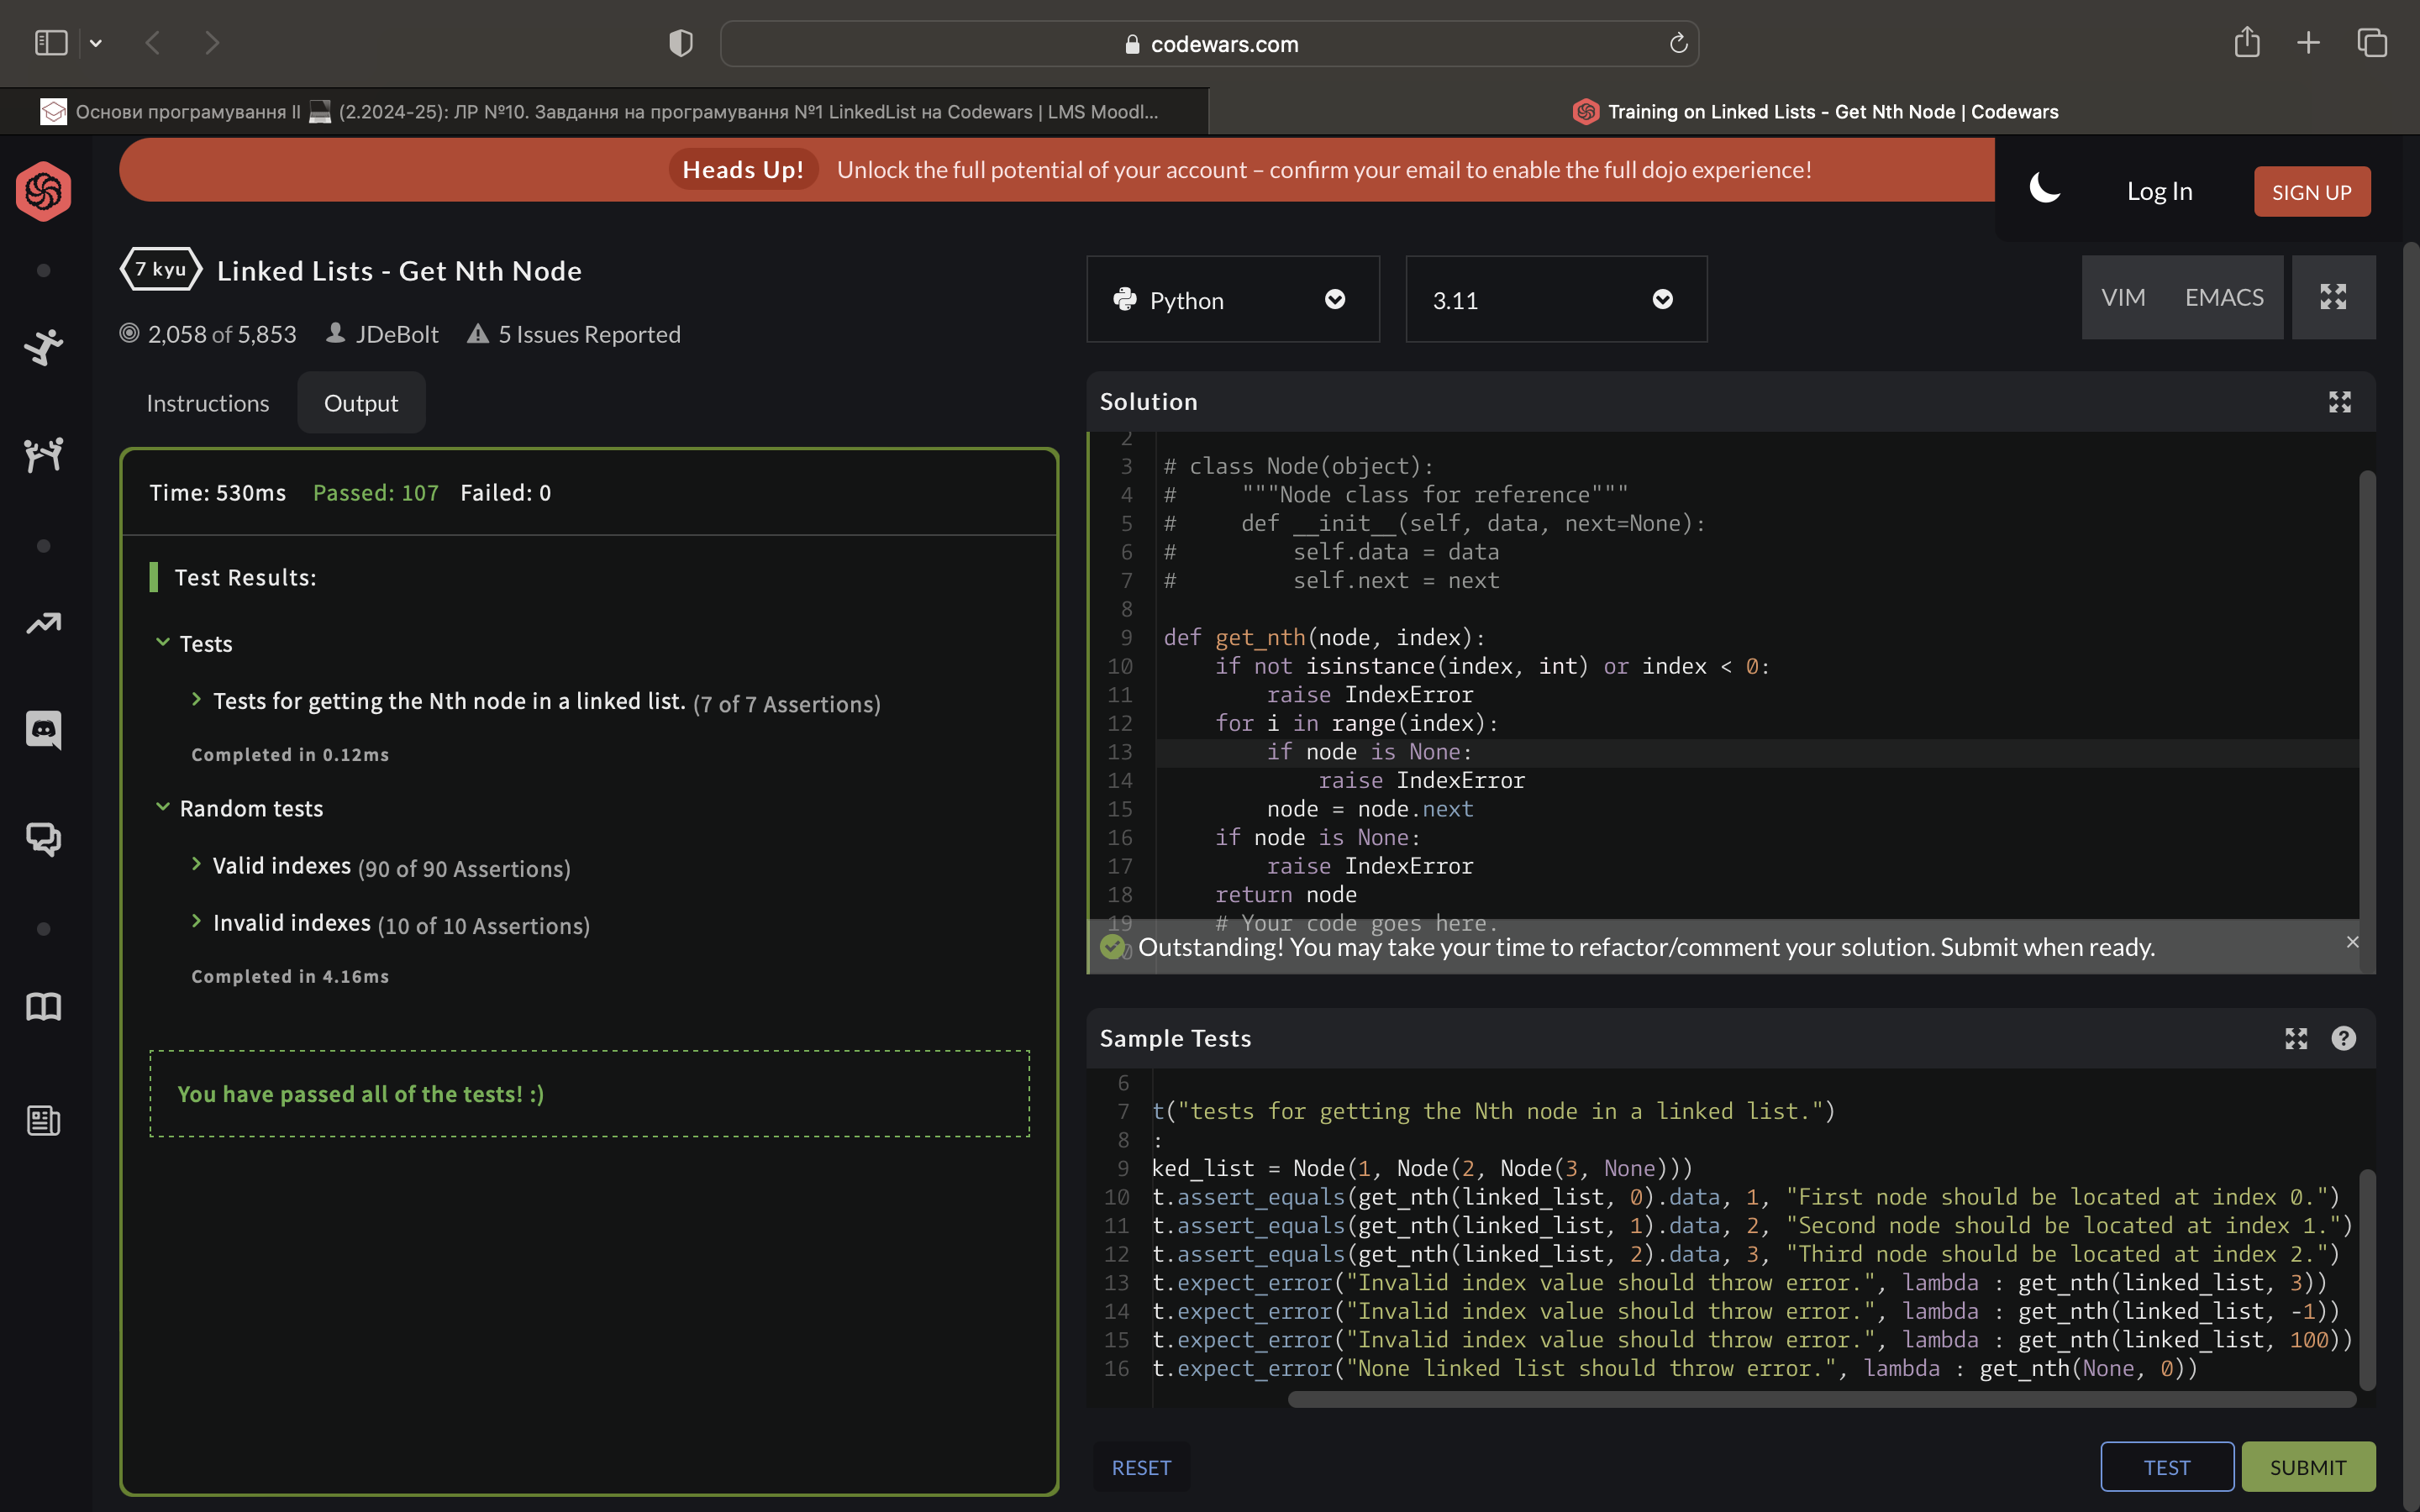 codewars.com
Основи програмування II 💻 (2.2024-25): ЛР №10. Завдання на програмування №1 LinkedList на Codewars | LMS Moodl...
Training on Linked Lists - Get Nth Node | Codewars
Heads Up! Unlock the full potential of your account – confirm your email to enable the full dojo experience!
Log In
SIGN UP
7 kyu Linked Lists - Get Nth Node
2,058 of 5,853 JDeBolt 5 Issues Reported
Instructions
Output
Time: 530ms Passed: 107 Failed: 0
Test Results:
Tests
Tests for getting the Nth node in a linked list. (7 of 7 Assertions)
Completed in 0.12ms
Random tests
Valid indexes (90 of 90 Assertions)
Invalid indexes (10 of 10 Assertions)
Completed in 4.16ms
You have passed all of the tests! :)
Python
3.11
VIM
EMACS
Solution
2
3 # class Node(object):
4 #     """Node class for reference"""
5 #     def __init__(self, data, next=None):
6 #         self.data = data
7 #         self.next = next
8
9 def get_nth(node, index):
10     if not isinstance(index, int) or index < 0:
11         raise IndexError
12     for i in range(index):
13         if node is None:
14             raise IndexError
15         node = node.next
16     if node is None:
17         raise IndexError
18     return node
19     # Your code goes here.
Outstanding! You may take your time to refactor/comment your solution. Submit when ready.
Sample Tests
6
7 t("tests for getting the Nth node in a linked list.")
8 :
9 ked_list = Node(1, Node(2, Node(3, None)))
10 t.assert_equals(get_nth(linked_list, 0).data, 1, "First node should be located at index 0.")
11 t.assert_equals(get_nth(linked_list, 1).data, 2, "Second node should be located at index 1.")
12 t.assert_equals(get_nth(linked_list, 2).data, 3, "Third node should be located at index 2.")
13 t.expect_error("Invalid index value should throw error.", lambda : get_nth(linked_list, 3))
14 t.expect_error("Invalid index value should throw error.", lambda : get_nth(linked_list, -1))
15 t.expect_error("Invalid index value should throw error.", lambda : get_nth(linked_list, 100))
16 t.expect_error("None linked list should throw error.", lambda : get_nth(None, 0))
RESET
TEST
SUBMIT